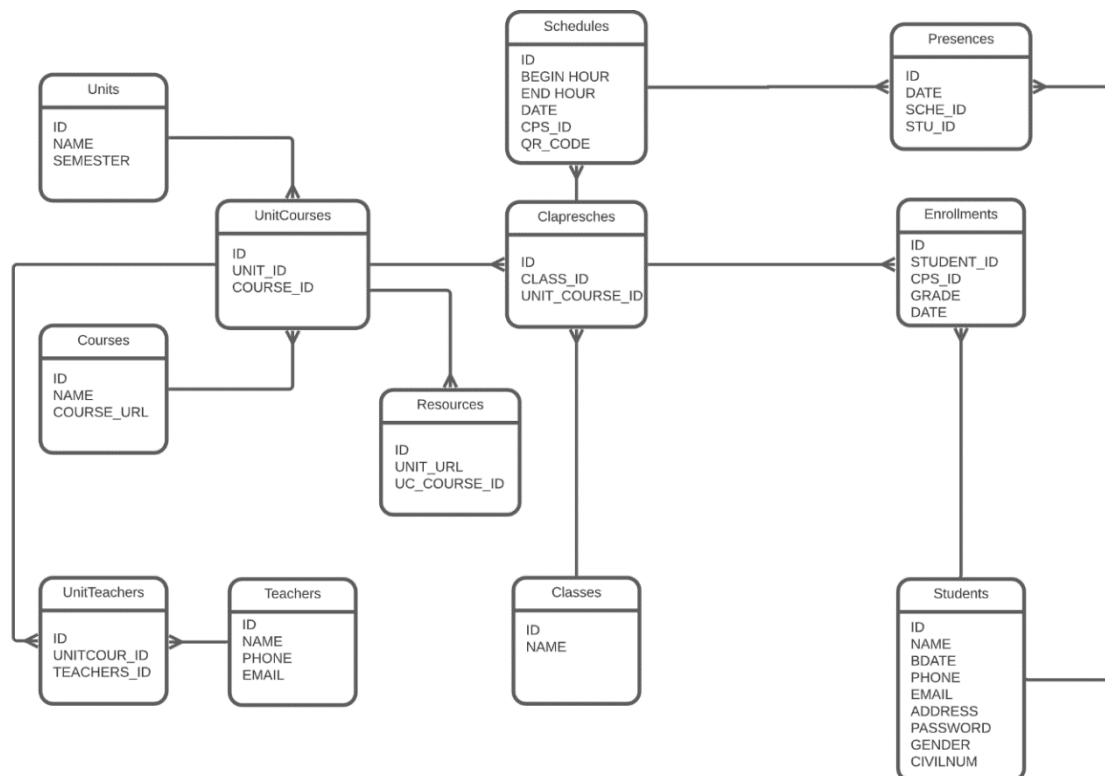 Schedules
ID
BEGIN HOUR
END HOUR
DATE
CPS_ID
QR_CODE
Presences
ID
DATE
SCHE_ID
STU_ID
Units
ID
NAME
SEMESTER
UnitCourses
ID
UNIT_ID
COURSE_ID
Clapresches
ID
CLASS_ID
UNIT_COURSE_ID
Enrollments
ID
STUDENT_ID
CPS_ID
GRADE
DATE
Courses
ID
NAME
COURSE_URL
Resources
ID
UNIT_URL
UC_COURSE_ID
UnitTeachers
ID
UNITCOUR_ID
TEACHERS_ID
Teachers
ID
NAME
PHONE
EMAIL
Classes
ID
NAME
Students
ID
NAME
BDATE
PHONE
EMAIL
ADDRESS
PASSWORD
GENDER
CIVILNUM